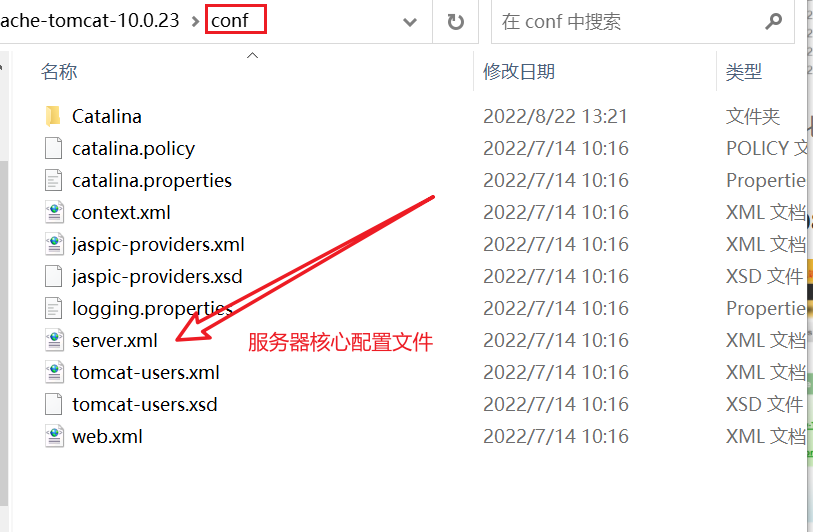 ache-tomcat-10.0.23 > conf 在 conf 中搜索
名称 修改日期 类型
Catalina 2022/8/22 13:21 文件夹
catalina.policy 2022/7/14 10:16 POLICY 文
catalina.properties 2022/7/14 10:16 Propertie
context.xml 2022/7/14 10:16 XML 文档
jaspic-providers.xml 2022/7/14 10:16 XML 文档
jaspic-providers.xsd 2022/7/14 10:16 XSD 文件
logging.properties 2022/7/14 10:16 Propertie
server.xml 服务器核心配置文件 2022/7/14 10:16 XML 文档
tomcat-users.xml 2022/7/14 10:16 XML 文档
tomcat-users.xsd 2022/7/14 10:16 XSD 文件
web.xml 2022/7/14 10:16 XML 文档